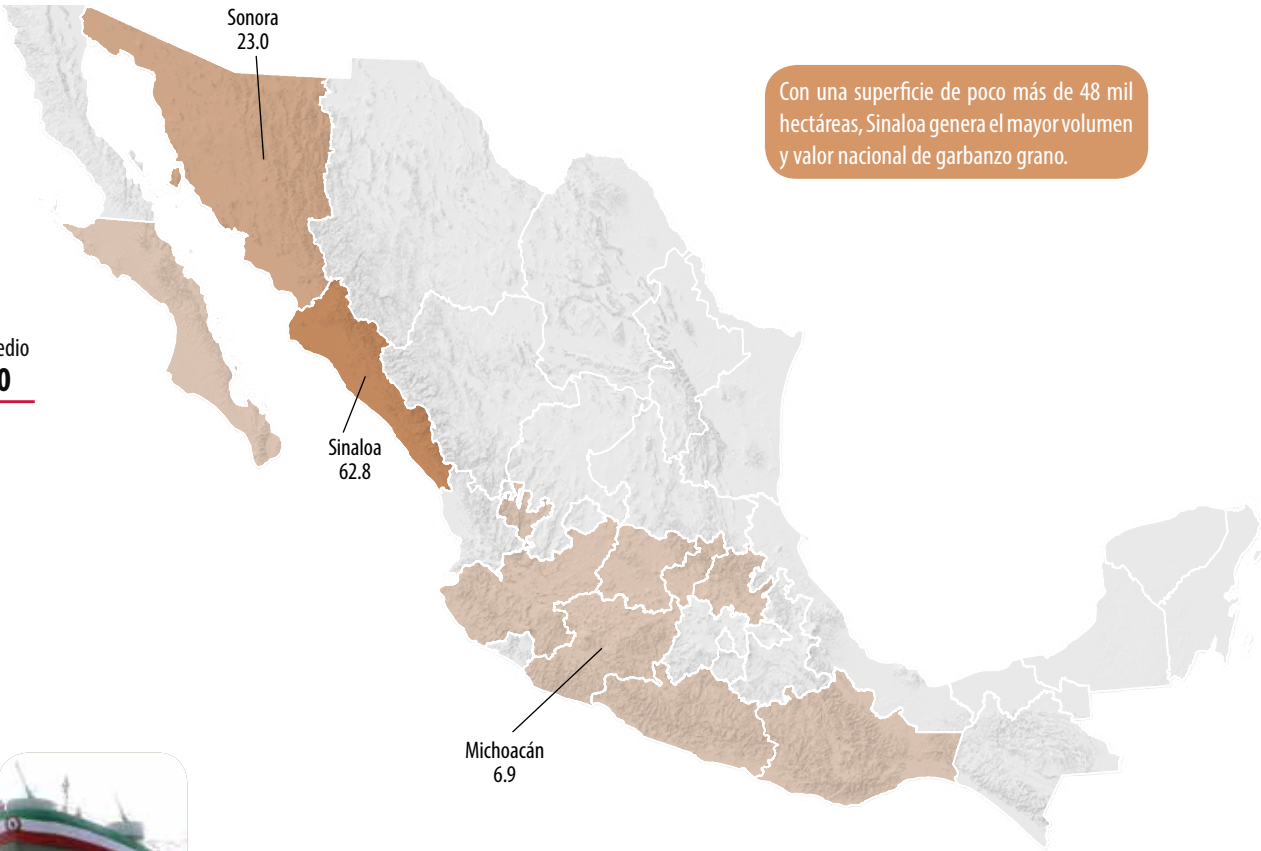 Sonora
23.0
Con una superficie de poco más de 48 mil
hectáreas, Sinaloa genera el mayor volumen
y valor nacional de garbanzo grano.
edio
0
Sinaloa
62.8
Michoacán
6.9